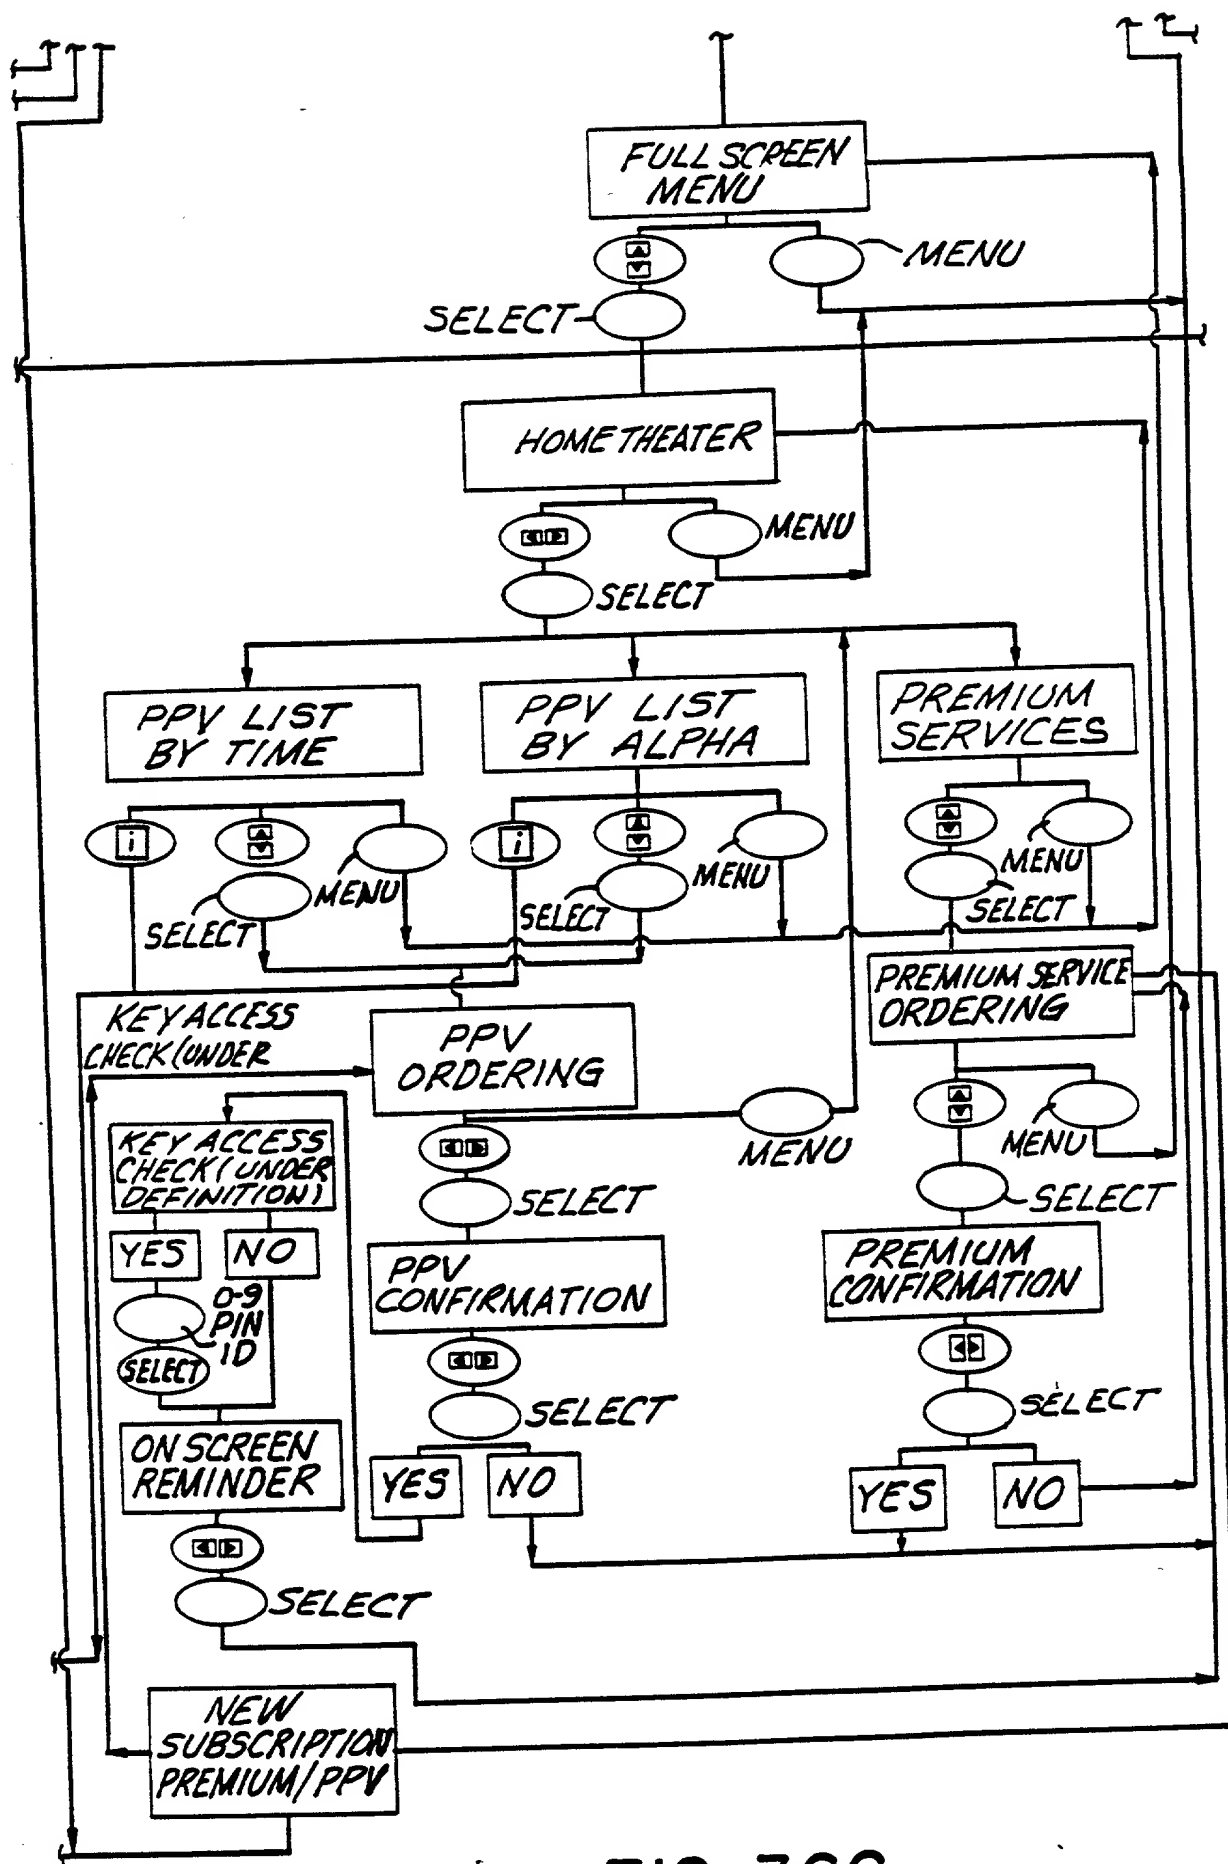 FULL SCREEN
MENU
MENU
SELECT
HOME THEATER
MENU
SELECT
PPV LIST
BY TIME
PPV LIST
BY ALPHA
PREMIUM
SERVICES
i
MENU
SELECT
i
MENU
SELECT
MENU
SELECT
KEY ACCESS
CHECK (UNDER
PPV
ORDERING
PREMIUM SERVICE
ORDERING
MENU
MENU
KEY ACCESS
CHECK (UNDER
DEFINITION)
SELECT
SELECT
YES
NO
PPV
CONFIRMATION
PREMIUM
CONFIRMATION
0-9
PIN
ID
SELECT
SELECT
SELECT
ON SCREEN
REMINDER
YES
NO
YES
NO
SELECT
NEW
SUBSCRIPTION
PREMIUM/PPV